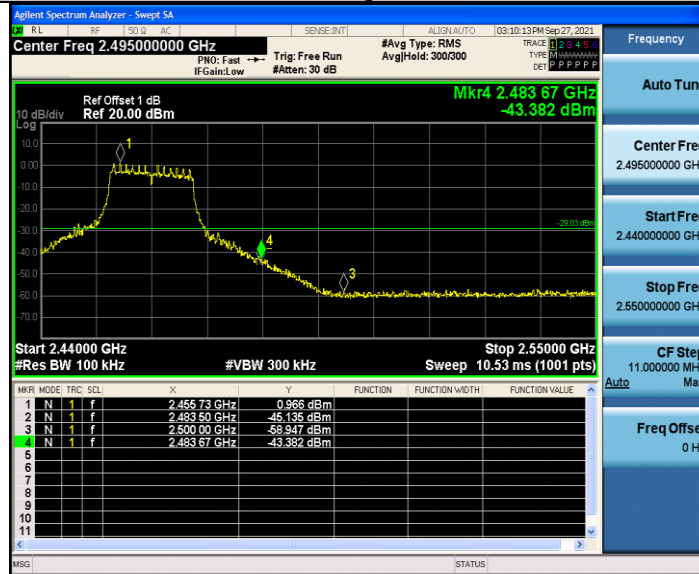 Agilent Spectrum Analyzer - Swept SA
RL RF 50 Ω AC SENSE:INT ALIGN AUTO 03:10:13 PM Sep 27, 2021
Center Freq 2.495000000 GHz #Avg Type: RMS TRACE 1 2 3 4 5 6
PNO: Fast Trig: Free Run Avg|Hold: 300/300 TYPE M
IFGain:Low #Atten: 30 dB DET P P P P P P
Frequency
Auto Tun
Mkr4 2.483 67 GHz
-43.382 dBm
Ref Offset 1 dB
10 dB/div Ref 20.00 dBm
Log
10.0
0.00
-10.0
-20.0
-30.0
-40.0
-50.0
-60.0
-70.0
1
4
3
-29.03 dBm
Center Fre
2.495000000 GH
Start Fre
2.440000000 GH
Stop Fre
2.550000000 GH
CF Ste
11.000000 MH
Auto Ma
Freq Offse
0 H
Start 2.44000 GHz Stop 2.55000 GHz
#Res BW 100 kHz #VBW 300 kHz Sweep 10.53 ms (1001 pts)
MKR MODE TRC SCL X Y FUNCTION FUNCTION WIDTH FUNCTION VALUE
1 N 1 f 2.455 73 GHz 0.966 dBm
2 N 1 f 2.483 50 GHz -45.135 dBm
3 N 1 f 2.500 00 GHz -58.947 dBm
4 N 1 f 2.483 67 GHz -43.382 dBm
5
6
7
8
9
10
11
MSG STATUS